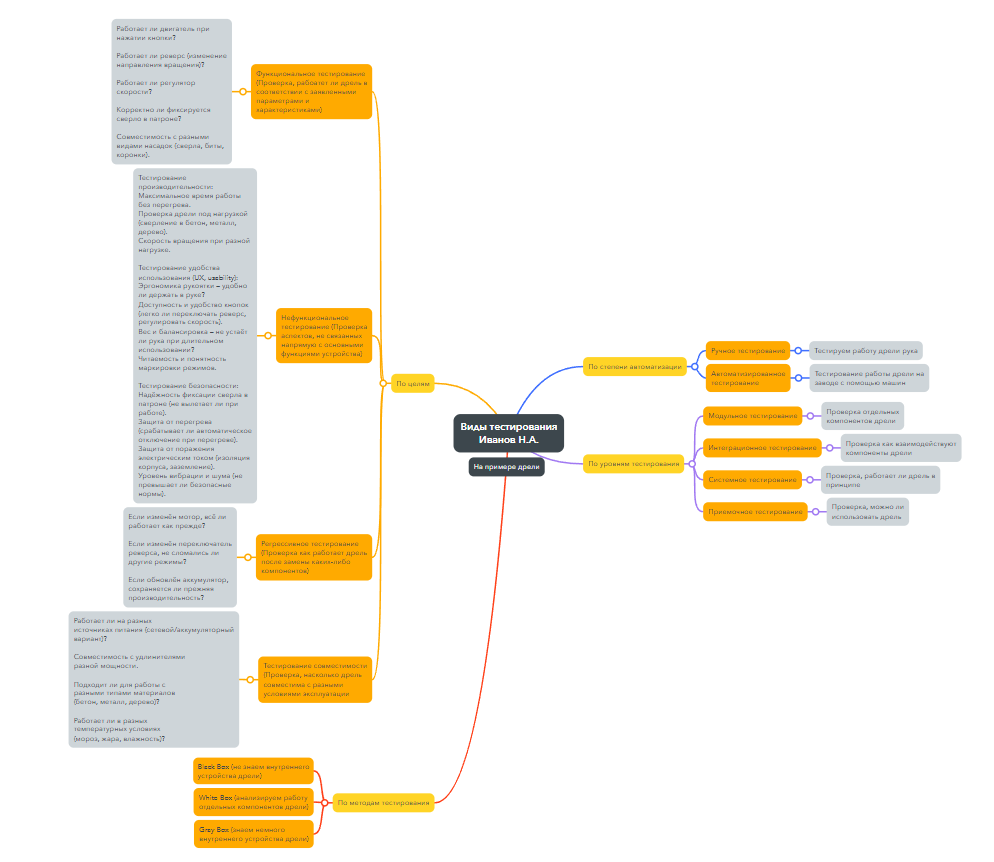 Виды тестирования
Иванов Н.А.
На примере дрели
По целям
Функциональное тестирование
(Проверка, работет ли дрель в
соответствии с заявленными
параметрами и
характеристиками)
Работает ли двигатель при
нажатии кнопки?
Работает ли реверс (изменение
направления вращения)?
Работает ли регулятор
скорости?
Корректно ли фиксируется
сверло в патроне?
Совместимость с разными
видами насадок (сверла, биты,
коронки).
Нефункциональное
тестирование (Проверка
аспектов, не связанных
напрямую с основными
функциями устройства)
Тестирование
производительности:
Максимальное время работы
без перегрева.
Проверка дрели под нагрузкой
(сверление в бетон, металл,
дерево).
Скорость вращения при разной
нагрузке.
Тестирование удобства
использования (UX, usability):
Эргономика рукоятки – удобно
ли держать в руке?
Доступность и удобство кнопок
(легко ли переключать реверс,
регулировать скорость).
Вес и балансировка – не устаёт
ли рука при длительном
использовании?
Читаемость и понятность
маркировки режимов.
Тестирование безопасности:
Надёжность фиксации сверла в
патроне (не вылетает ли при
работе).
Защита от перегрева
(срабатывает ли автоматическое
отключение при перегреве).
Защита от поражения
электрическим током (изоляция
корпуса, заземление).
Уровень вибрации и шума (не
превышает ли безопасные
нормы).
Регрессивное тестирование
(Проверка как работает дрель
после замены каких-либо
компонентов)
Если изменён мотор, всё ли
работает как прежде?
Если изменён переключатель
реверса, не сломались ли
другие режимы?
Если обновлён аккумулятор,
сохраняется ли прежняя
производительность?
Тестирование совместимости
(Проверка, насколько дрель
совместима с разными
условиями эксплуатации
Работает ли на разных
источниках питания (сетевой/аккумуляторный
вариант)?
Совместимость с удлинителями
разной мощности.
Подходит ли для работы с
разными типами материалов
(бетон, металл, дерево)?
Работает ли в разных
температурных условиях
(мороз, жара, влажность)?
По методам тестирования
Black Box (не знаем внутреннего
устройства дрели)
White Box (анализируем работу
отдельных компонентов дрели)
Gray Box (знаем немного
внутреннего устройства дрели)
По степени автоматизации
Ручное тестирование
Тестируем работу дрели рука
Автоматизированное
тестирование
Тестирование работы дрели на
заводе с помощью машин
По уровням тестирования
Модульное тестирование
Проверка отдельных
компонентов дрели
Интеграционное тестирование
Проверка как взаимодействуют
компоненты дрели
Системное тестирование
Проверка, работает ли дрель в
принципе
Приемочное тестирование
Проверка, можно ли
использовать дрель